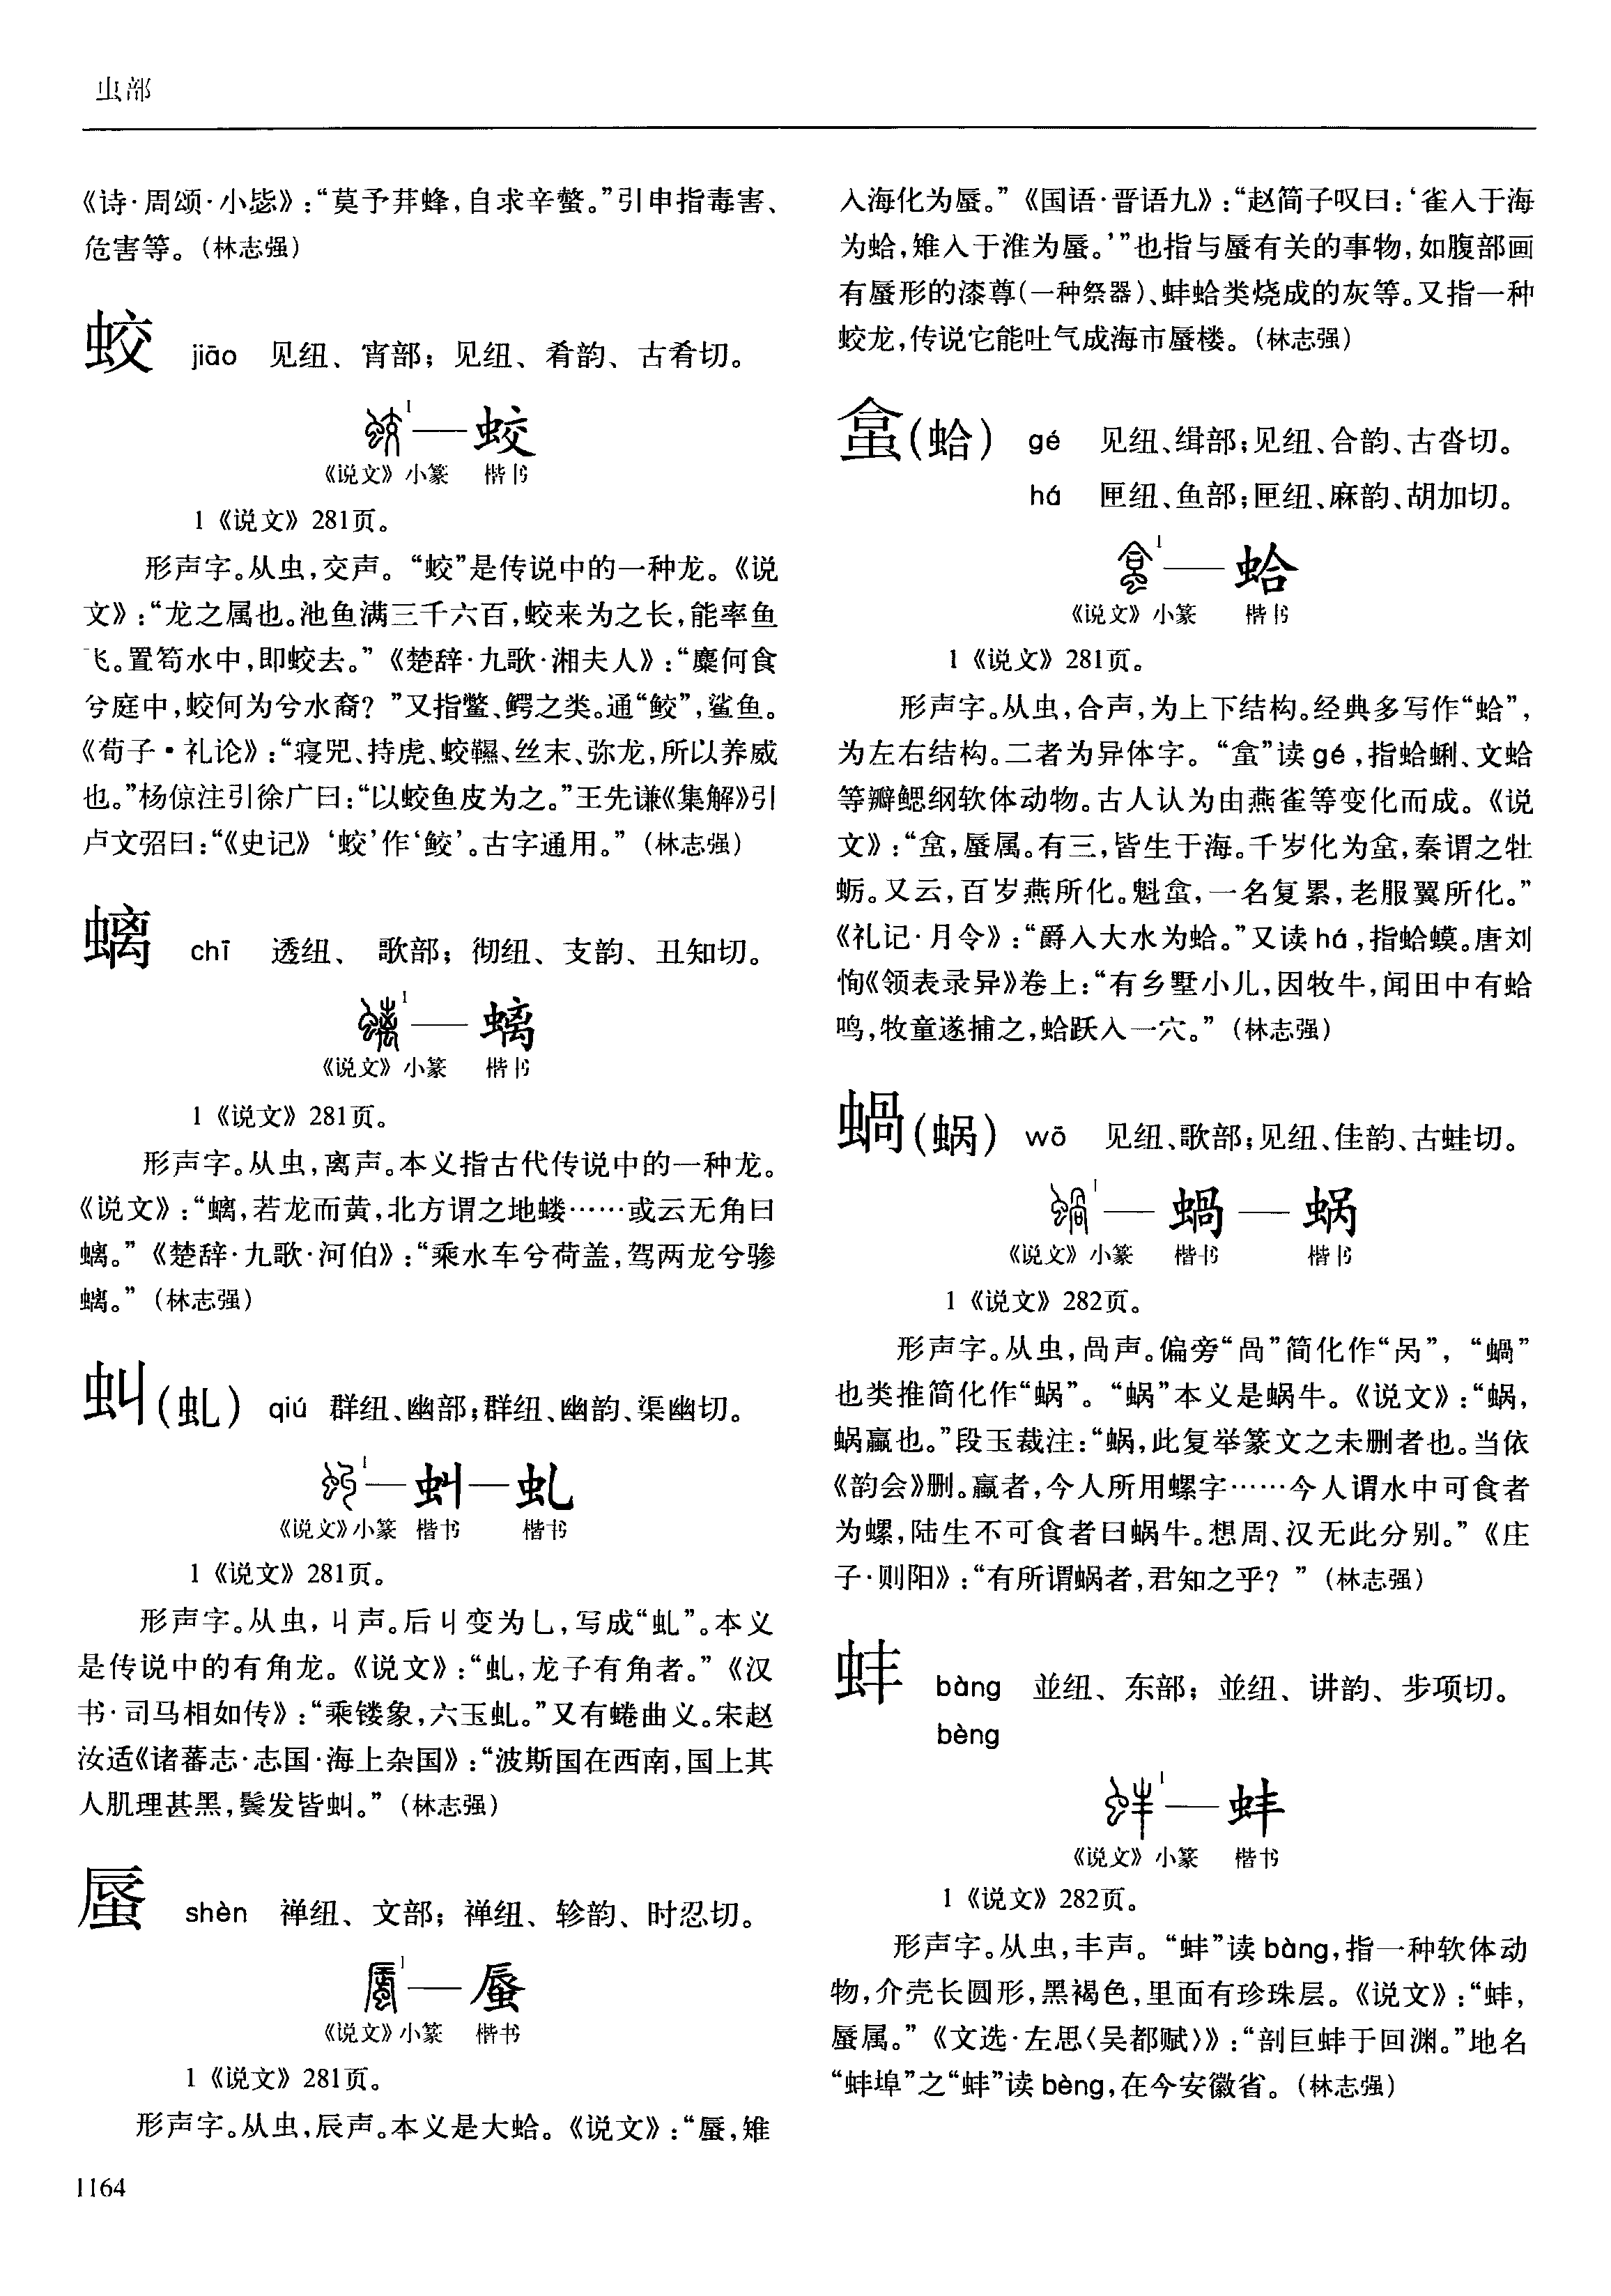 虫部
《诗·周颂·小毖》：“莫予荓蜂，自求辛螫。”引申指毒害、
危害等。（林志强）
蛟 jiāo 见纽、宵部；见纽、肴韵、古肴切。
1—蛟
《说文》小篆 楷书
1《说文》281页。
形声字。从虫，交声。“蛟”是传说中的一种龙。《说
文》：“龙之属也。池鱼满三千六百，蛟来为之长，能率鱼
飞。置笱水中，即蛟去。”《楚辞·九歌·湘夫人》：“麋何食
兮庭中，蛟何为兮水裔？”又指鳖、鳄之类。通“鲛”，鲨鱼。
《荀子·礼论》：“寝兕、持虎、蛟韅、丝末、弥龙，所以养威
也。”杨倞注引徐广曰：“以蛟鱼皮为之。”王先谦《集解》引
卢文弨曰：“《史记》‘蛟’作‘鲛’。古字通用。”（林志强）
螭 chī 透纽、歌部；彻纽、支韵、丑知切。
1—螭
《说文》小篆 楷书
1《说文》281页。
形声字。从虫，离声。本义指古代传说中的一种龙。
《说文》：“螭，若龙而黄，北方谓之地蝼……或云无角曰
螭。”《楚辞·九歌·河伯》：“乘水车兮荷盖，驾两龙兮骖
螭。”（林志强）
虯（虬） qiú 群纽、幽部；群纽、幽韵、渠幽切。
1—虯—虬
《说文》小篆 楷书 楷书
1《说文》281页。
形声字。从虫，丩声。后丩变为乚，写成“虬”。本义
是传说中的有角龙。《说文》：“虬，龙子有角者。”《汉
书·司马相如传》：“乘镂象，六玉虬。”又有蜷曲义。宋赵
汝适《诸蕃志·志国·海上杂国》：“波斯国在西南，国上其
人肌理甚黑，鬓发皆虯。”（林志强）
蜃 shèn 禅纽、文部；禅纽、轸韵、时忍切。
1—蜃
《说文》小篆 楷书
1《说文》281页。
形声字。从虫，辰声。本义是大蛤。《说文》：“蜃，雉
1164
入海化为蜃。”《国语·晋语九》：“赵简子叹曰：‘雀入于海
为蛤，雉入于淮为蜃。’”也指与蜃有关的事物，如腹部画
有蜃形的漆尊（一种祭器）、蚌蛤类烧成的灰等。又指一种
蛟龙，传说它能吐气成海市蜃楼。（林志强）
盒（蛤） gé 见纽、缉部；见纽、合韵、古沓切。
há 匣纽、鱼部；匣纽、麻韵、胡加切。
1—蛤
《说文》小篆 楷书
1《说文》281页。
形声字。从虫，合声，为上下结构。经典多写作“蛤”，
为左右结构。二者为异体字。“”读gé，指蛤蜊、文蛤
等瓣鳃纲软体动物。古人认为由燕雀等变化而成。《说
文》：“，蜃属。有三，皆生于海。千岁化为，秦谓之牡
蛎。又云，百岁燕所化。魁，一名复累，老服翼所化。”
《礼记·月令》：“爵入大水为蛤。”又读há，指蛤蟆。唐刘
恂《领表录异》卷上：“有乡墅小儿，因牧牛，闻田中有蛤
鸣，牧童遂捕之，蛤跃入一穴。”（林志强）
蝸（蜗） wō 见纽、歌部；见纽、佳韵、古蛙切。
1—蝸—蜗
《说文》小篆 楷书 楷书
1《说文》282页。
形声字。从虫，咼声。偏旁“咼”简化作“呙”，“蝸”
也类推简化作“蜗”。“蜗”本义是蜗牛。《说文》：“蜗，
蜗蠃也。”段玉裁注：“蜗，此复举篆文之未删者也。当依
《韵会》删。蠃者，今人所用螺字……今人谓水中可食者
为螺，陆生不可食者曰蜗牛。想周、汉无此分别。”《庄
子·则阳》：“有所谓蜗者，君知之乎？”（林志强）
蚌 bàng 並纽、东部；並纽、讲韵、步项切。
bèng
1—蚌
《说文》小篆 楷书
1《说文》282页。
形声字。从虫，丰声。“蚌”读bàng，指一种软体动
物，介壳长圆形，黑褐色，里面有珍珠层。《说文》：“蚌，
蜃属。”《文选·左思〈吴都赋〉》：“剖巨蚌于回渊。”地名
“蚌埠”之“蚌”读bèng，在今安徽省。（林志强）